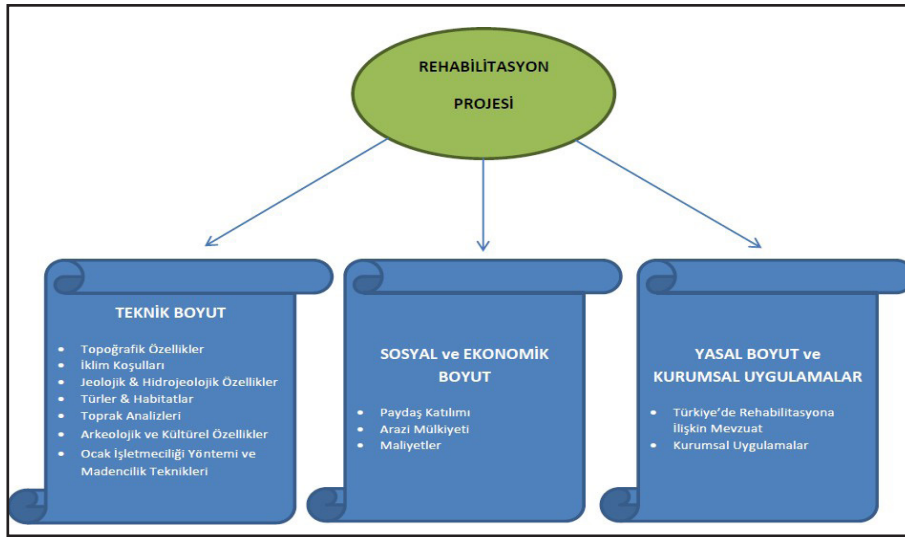 REHABİLİTASYON
PROJESİ
TEKNİK BOYUT
• Topoğrafik Özellikler
• İklim Koşulları
• Jeolojik & Hidrojeolojik Özellikler
• Türler & Habitatlar
• Toprak Analizleri
• Arkeolojik ve Kültürel Özellikler
• Ocak İşletmeciliği Yöntemi ve
Madencilik Teknikleri
SOSYAL ve EKONOMİK
BOYUT
• Paydaş Katılımı
• Arazi Mülkiyeti
• Maliyetler
YASAL BOYUT ve
KURUMSAL UYGULAMALAR
• Türkiye’de Rehabilitasyona
İlişkin Mevzuat
• Kurumsal Uygulamalar